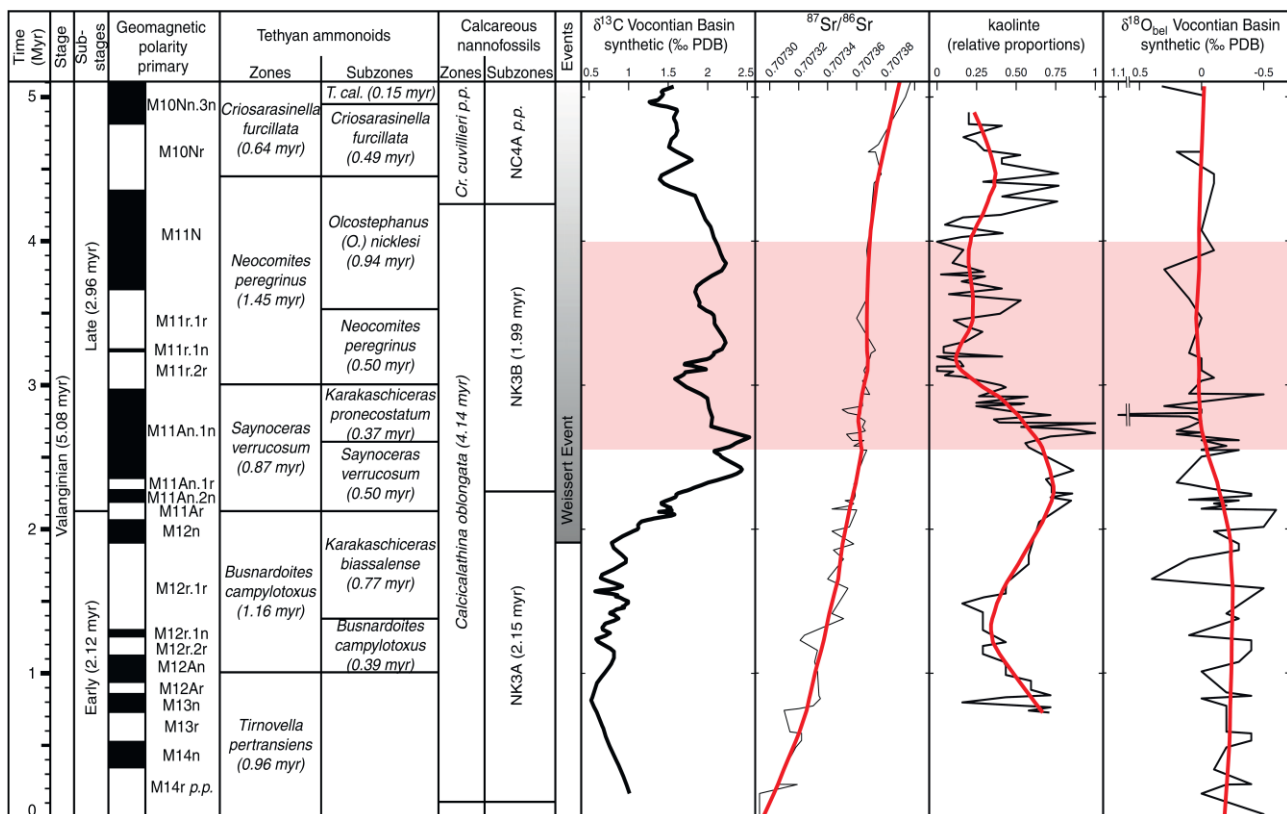 Time
(Myr)
Stage
Sub-
stages
Geomagnetic
polarity
primary
Tethyan ammonoids
Zones
Subzones
Calcareous
nannofossils
Zones
Subzones
Events
δ13C Vocontian Basin
synthetic (‰ PDB)
0.5 1 1.5 2 2.5
87Sr/86Sr
0.70730
0.70732
0.70734
0.70736
0.70738
kaolinte
(relative proportions)
0 0.25 0.50 0.75 1
δ18Obel Vocontian Basin
synthetic (‰ PDB)
1.1 0.5 0 -0.5
5
4
3
2
1
0
Valanginian (5.08 myr)
Late (2.96 myr)
Early (2.12 myr)
M10Nn.3n
M10Nr
M11N
M11r.1r
M11r.1n
M11r.2r
M11An.1n
M11An.1r
M11An.2n
M11Ar
M12n
M12r.1r
M12r.1n
M12r.2r
M12An
M12Ar
M13n
M13r
M14n
M14r p.p.
Criosarasinella
furcillata
(0.64 myr)
Neocomites
peregrinus
(1.45 myr)
Saynoceras
verrucosum
(0.87 myr)
Busnardoites
campylotoxus
(1.16 myr)
Tirnovella
pertransiens
(0.96 myr)
T. cal. (0.15 myr)
Criosarasinella
furcillata
(0.49 myr)
Olcostephanus
(O.) nicklesi
(0.94 myr)
Neocomites
peregrinus
(0.50 myr)
Karakaschiceras
pronecostatum
(0.37 myr)
Saynoceras
verrucosum
(0.50 myr)
Karakaschiceras
biassalense
(0.77 myr)
Busnardoites
campylotoxus
(0.39 myr)
Cr. cuvillieri p.p.
Calcicalathina oblongata (4.14 myr)
NC4A p.p.
NK3B (1.99 myr)
NK3A (2.15 myr)
Weissert Event